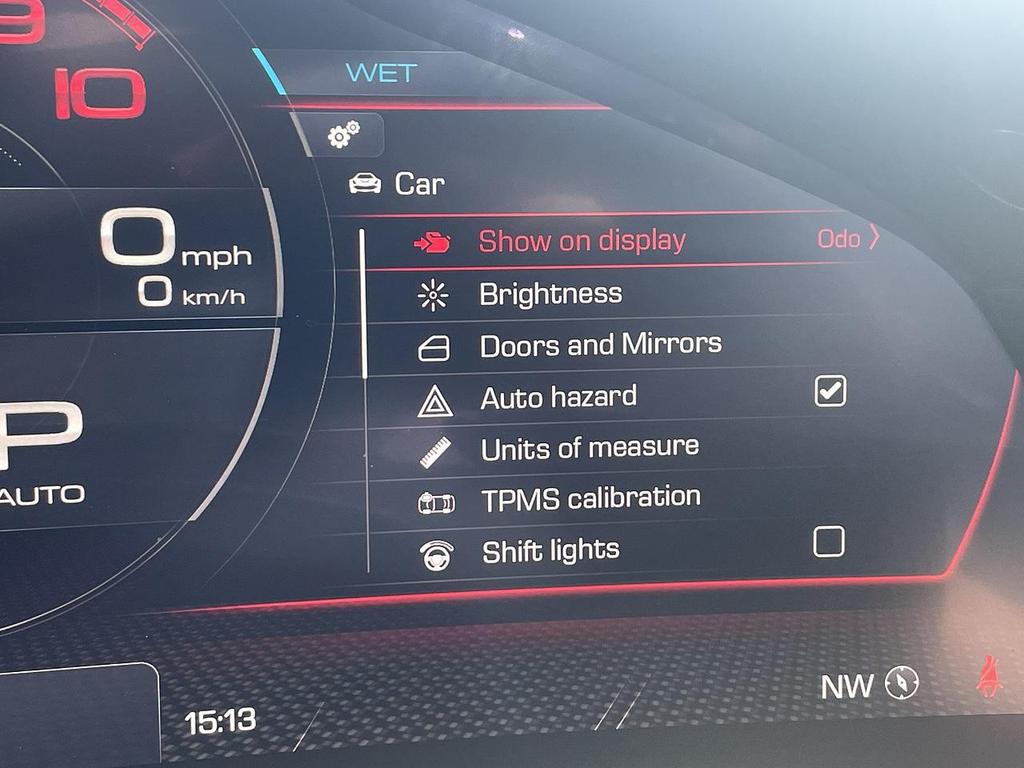 9
10
WET
Car
0 mph
0 km/h
Show on display Odo
Brightness
Doors and Mirrors
Auto hazard
Units of measure
TPMS calibration
Shift lights
P
AUTO
15:13
NW